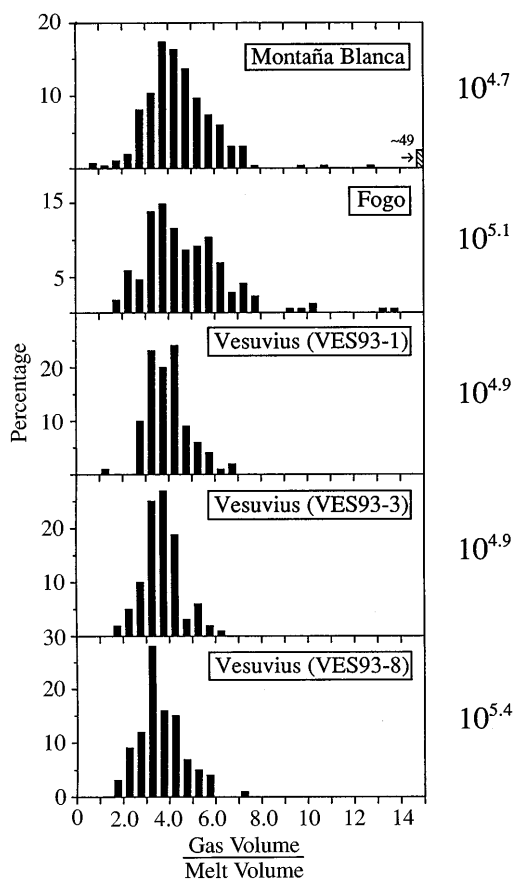 20
10
Montaña Blanca
10^4.7
~49
→
15
5
Fogo
10^5.1
Percentage
20
10
Vesuvius (VES93-1)
10^4.9
20
10
Vesuvius (VES93-3)
10^4.9
30
20
10
0
Vesuvius (VES93-8)
10^5.4
0 2.0 4.0 6.0 8.0 10 12 14
Gas Volume
Melt Volume